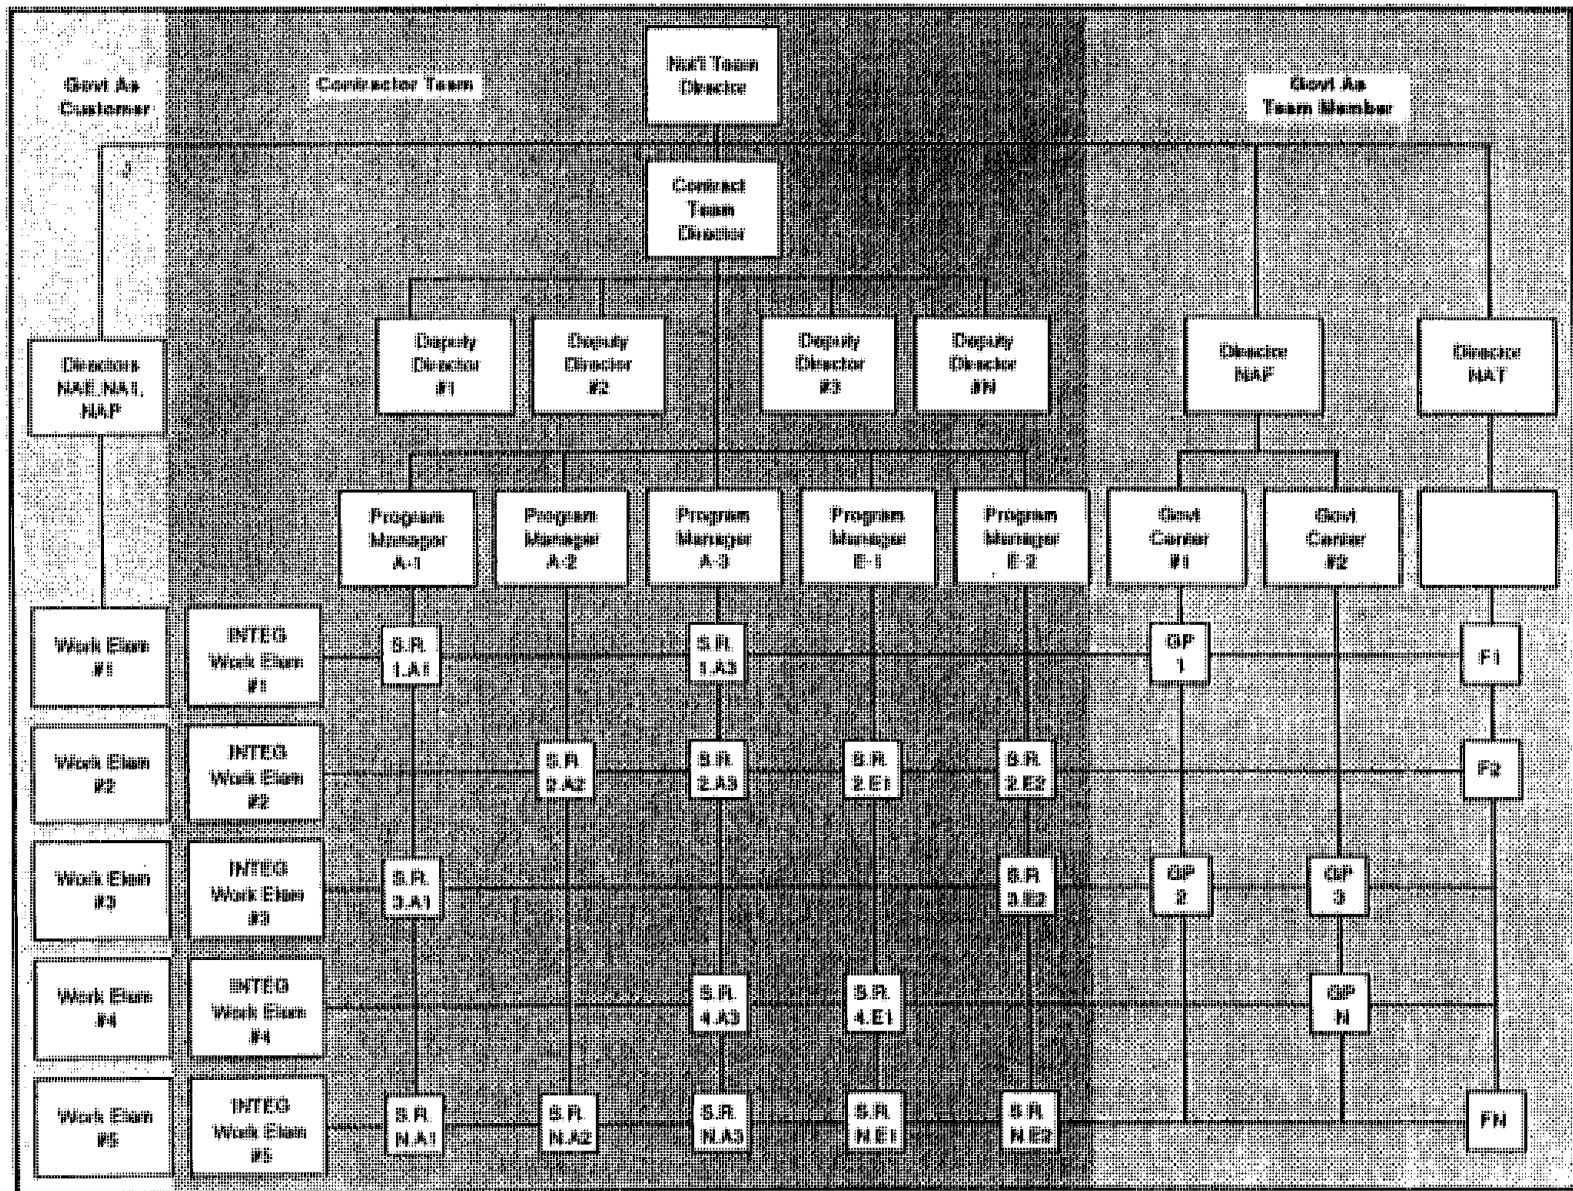 Govt As
Customer
Contractor Team
Nat'l Team
Director
Govt As
Team Member
Contract
Team
Director
Directors
NAE, NAT,
NAP
Deputy
Director
#1
Deputy
Director
#2
Deputy
Director
#3
Deputy
Director
#N
Director
NAF
Director
NAT
Program
Manager
A-1
Program
Manager
A-2
Program
Manager
A-3
Program
Manager
E-1
Program
Manager
E-2
Govt
Center
#1
Govt
Center
#2
Work Elem
#1
INTEG
Work Elem
#1
S.R.
1.A1
S.R.
1.A3
GP
1
F1
Work Elem
#2
INTEG
Work Elem
#2
S.R.
2.A2
S.R.
2.A3
S.R.
2.E1
S.R.
2.E2
F2
Work Elem
#3
INTEG
Work Elem
#3
S.R.
3.A1
S.R.
3.E2
GP
2
GP
3
Work Elem
#4
INTEG
Work Elem
#4
S.R.
4.A3
S.R.
4.E1
GP
N
Work Elem
#5
INTEG
Work Elem
#5
S.R.
N.A1
S.R.
N.A2
S.R.
N.A3
S.R.
N.E1
S.R.
N.E2
FN